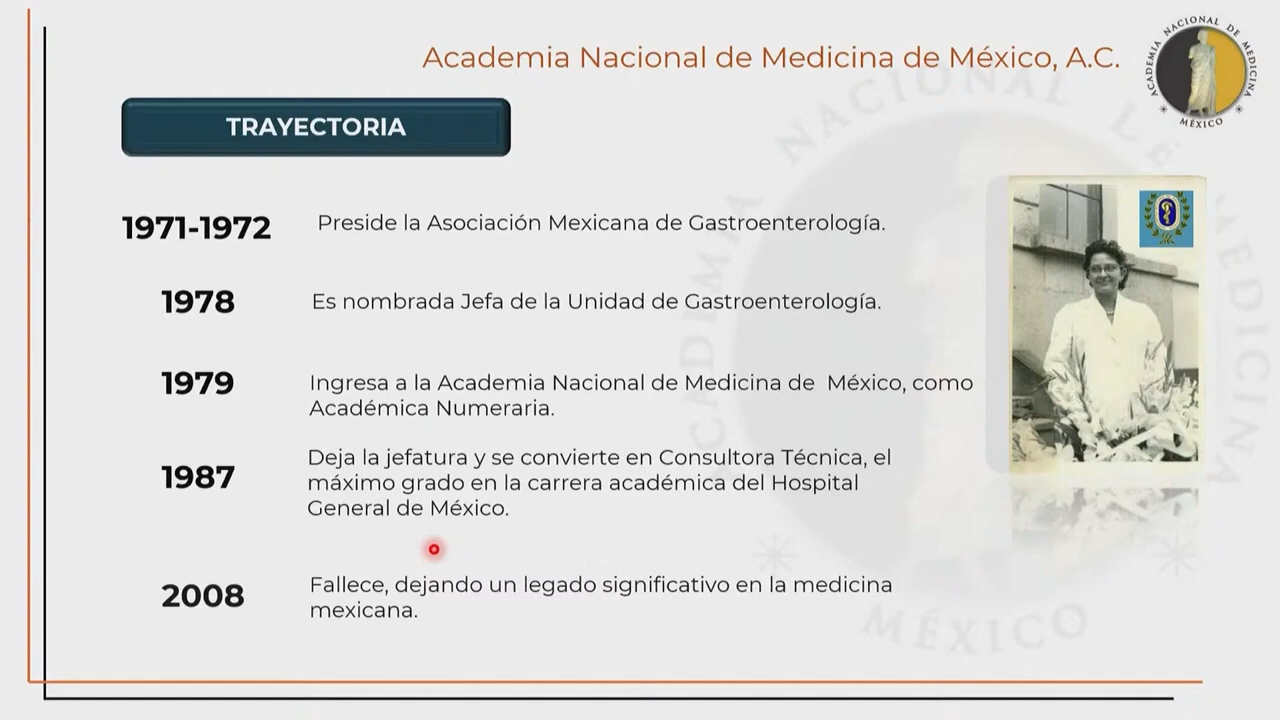 Academia Nacional de Medicina de México, A.C.
ACADEMIA NACIONAL DE MEDICINA
MÉXICO
TRAYECTORIA
1971-1972 Preside la Asociación Mexicana de Gastroenterología.
1978 Es nombrada Jefa de la Unidad de Gastroenterología.
1979 Ingresa a la Academia Nacional de Medicina de México, como
Académica Numeraria.
1987 Deja la jefatura y se convierte en Consultora Técnica, el
máximo grado en la carrera académica del Hospital
General de México.
2008 Fallece, dejando un legado significativo en la medicina
mexicana.